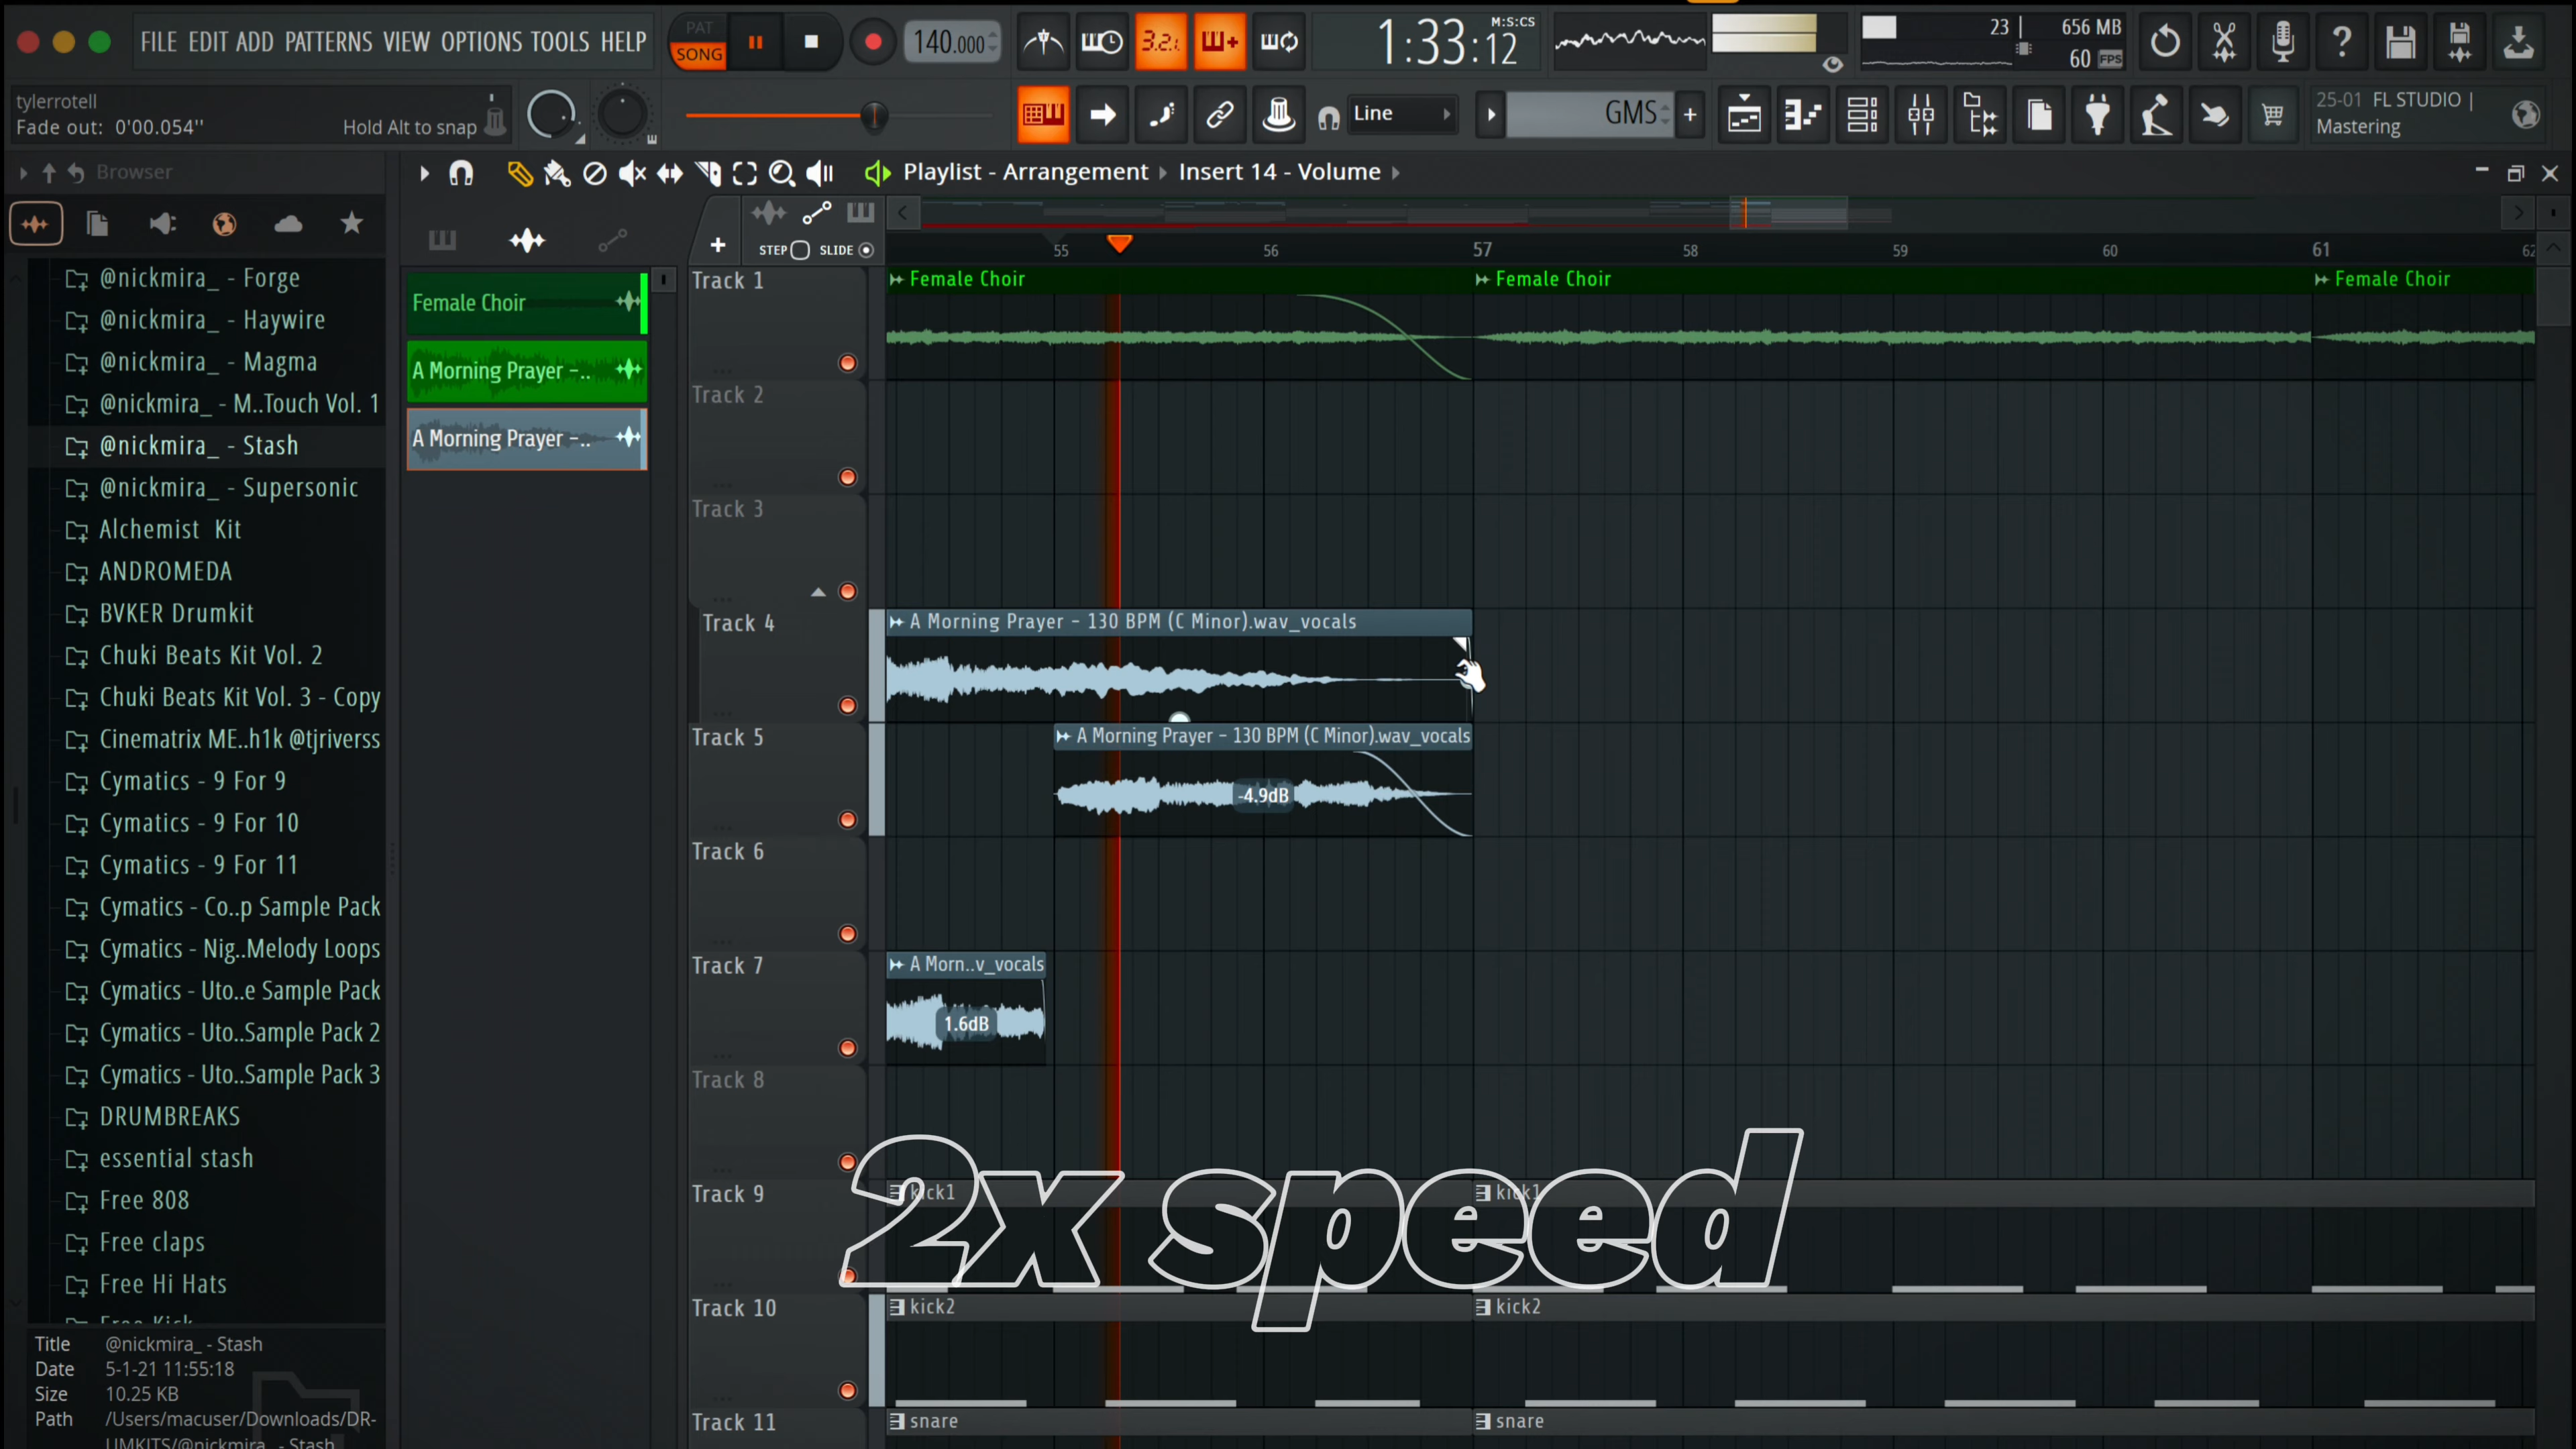 FILE EDIT ADD PATTERNS VIEW OPTIONS TOOLS HELP
PAT
SONG
140.000
3.2.
M:S:CS
1:33:12
23
656 MB
60 FPS
tylerrotell
Fade out: 0'00.054''
Hold Alt to snap
Line
GMS
25-01 FL STUDIO |
Mastering
Browser
Playlist - Arrangement
Insert 14 - Volume
STEP
SLIDE
55
56
57
58
59
60
61
62
@nickmira_ - Forge
@nickmira_ - Haywire
@nickmira_ - Magma
@nickmira_ - M..Touch Vol. 1
@nickmira_ - Stash
@nickmira_ - Supersonic
Alchemist Kit
ANDROMEDA
BVKER Drumkit
Chuki Beats Kit Vol. 2
Chuki Beats Kit Vol. 3 - Copy
Cinematrix ME..h1k @tjriverss
Cymatics - 9 For 9
Cymatics - 9 For 10
Cymatics - 9 For 11
Cymatics - Co..p Sample Pack
Cymatics - Nig..Melody Loops
Cymatics - Uto..e Sample Pack
Cymatics - Uto..Sample Pack 2
Cymatics - Uto..Sample Pack 3
DRUMBREAKS
essential stash
Free 808
Free claps
Free Hi Hats
Free Kick
Title @nickmira_ - Stash
Date 5-1-21 11:55:18
Size 10.25 KB
Path /Users/macuser/Downloads/DR-
UMKITS/@nickmira_ - Stash
Female Choir
A Morning Prayer -..
A Morning Prayer -..
Track 1
Female Choir
Female Choir
Female Choir
Track 2
Track 3
Track 4
A Morning Prayer - 130 BPM (C Minor).wav_vocals
Track 5
A Morning Prayer - 130 BPM (C Minor).wav_vocals
-4.9dB
Track 6
Track 7
A Morn..v_vocals
1.6dB
Track 8
2x speed
Track 9
kick1
kick1
Track 10
kick2
kick2
Track 11
snare
snare